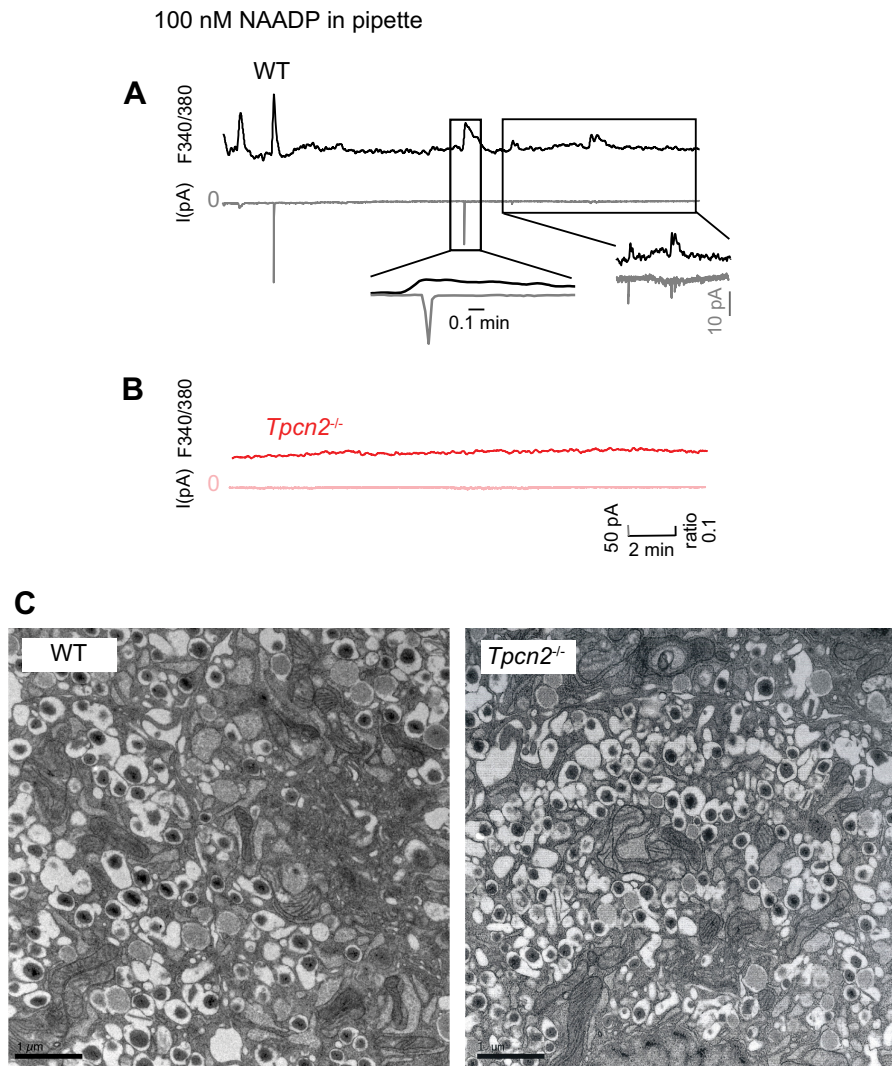 100 nM NAADP in pipette
WT
A
F340/380
I(pA)
0
0.1 min
10 pA
B
F340/380
Tpcn2-/-
I(pA)
0
50 pA
2 min
ratio
0.1
C
WT
Tpcn2-/-
1 µm
1 µm